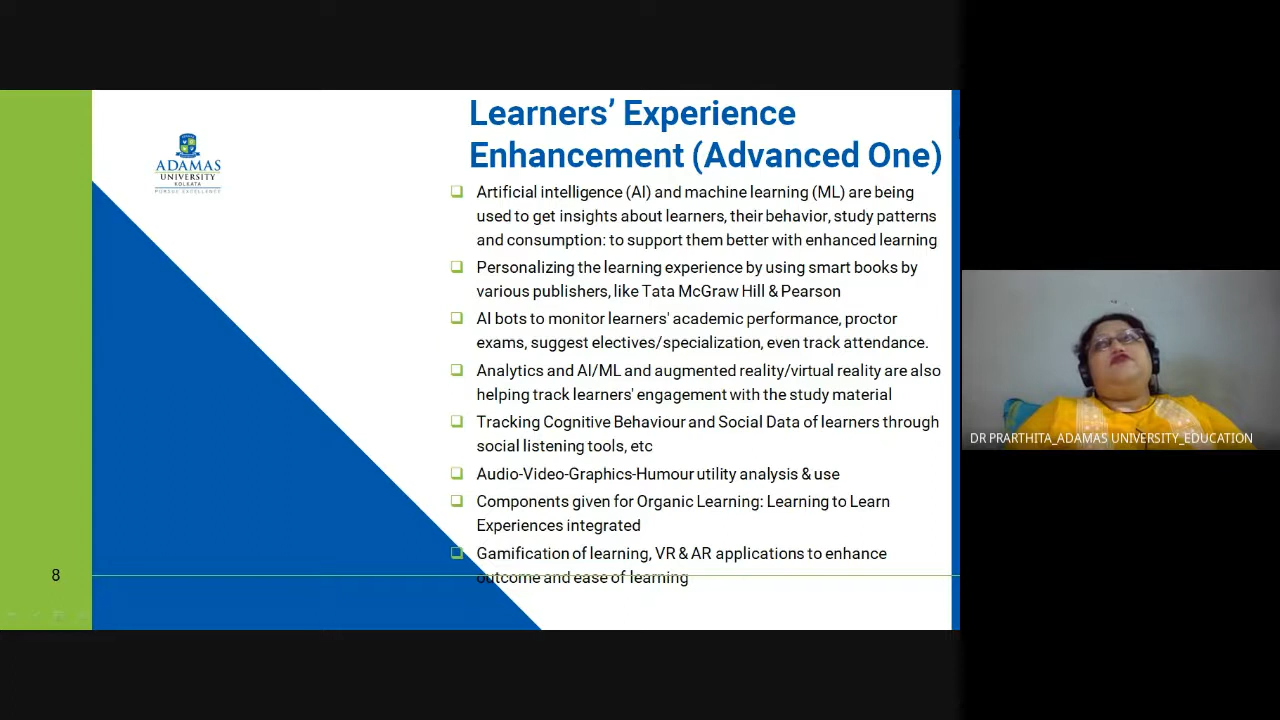 Learners’ Experience
Enhancement (Advanced One)
ADAMAS
UNIVERSITY
KOLKATA
PURSUE EXCELLENCE
Artificial intelligence (AI) and machine learning (ML) are being
used to get insights about learners, their behavior, study patterns
and consumption: to support them better with enhanced learning
Personalizing the learning experience by using smart books by
various publishers, like Tata McGraw Hill & Pearson
AI bots to monitor learners' academic performance, proctor
exams, suggest electives/specialization, even track attendance.
Analytics and AI/ML and augmented reality/virtual reality are also
helping track learners' engagement with the study material
Tracking Cognitive Behaviour and Social Data of learners through
social listening tools, etc
Audio-Video-Graphics-Humour utility analysis & use
Components given for Organic Learning: Learning to Learn
Experiences integrated
Gamification of learning, VR & AR applications to enhance
outcome and ease of learning
8
DR PRARTHITA_ADAMAS UNIVERSITY_EDUCATION